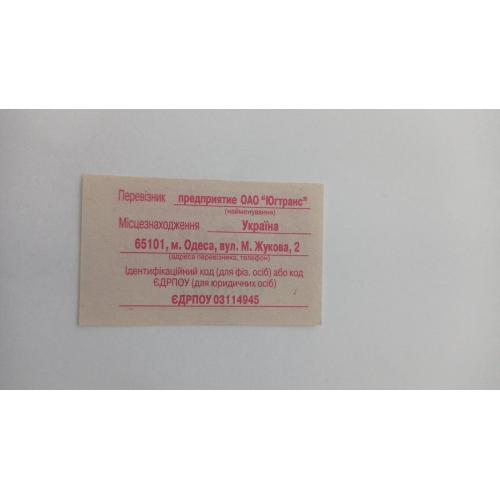 Перевізник предприятие ОАО "Югтранс"
(найменування)
Місцезнаходження Україна
65101, м. Одеса, вул. М. Жукова, 2
(адреса перевізника, телефон)
Ідентифікаційний код (для фіз. осіб) або код
ЄДРПОУ (для юридичних осіб)
ЄДРПОУ 03114945